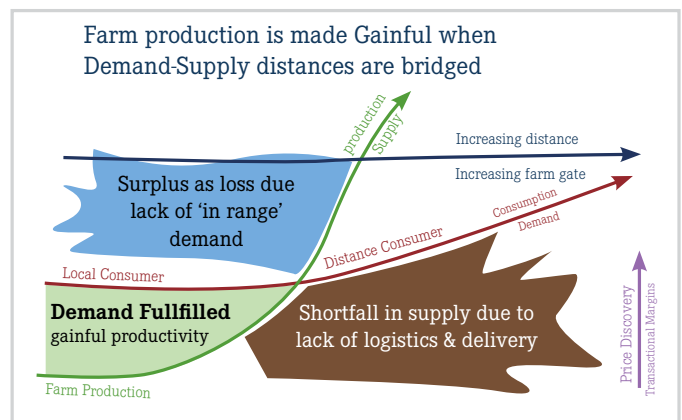 Farm production is made Gainful when
Demand-Supply distances are bridged
production
Supply
Increasing distance
Increasing farm gate
Surplus as loss due
lack of 'in range'
demand
Consumption
Demand
Distance Consumer
Local Consumer
Demand Fullfilled
gainful productivity
Shortfall in supply due to
lack of logistics & delivery
Price Discovery
Transactional Margins
Farm Production